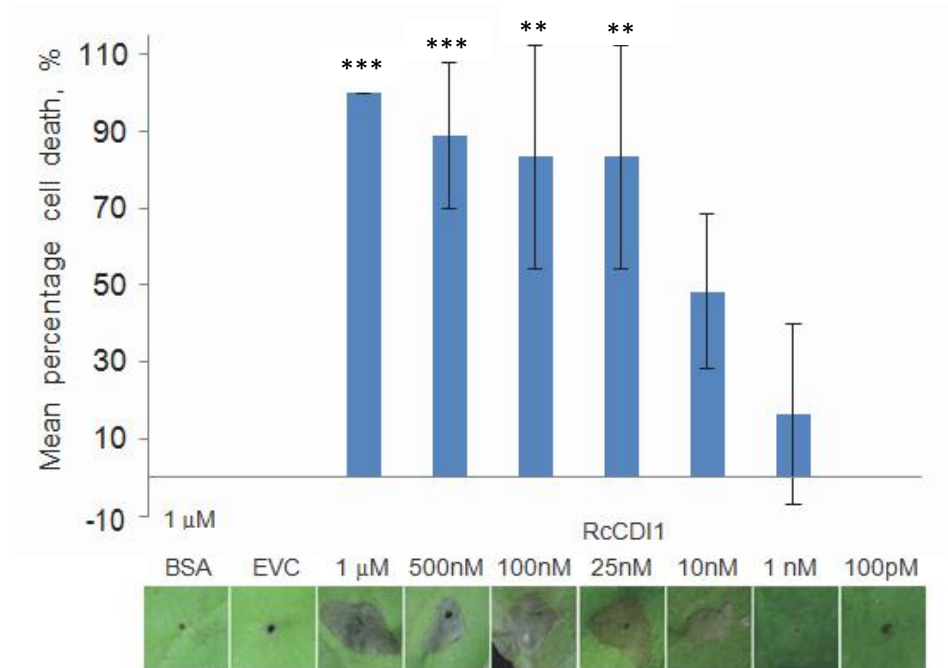 Mean percentage cell death, %
110
90
70
50
30
10
-10
*** *** ** **
1 µM
RcCDI1
BSA EVC 1 µM 500nM 100nM 25nM 10nM 1 nM 100pM